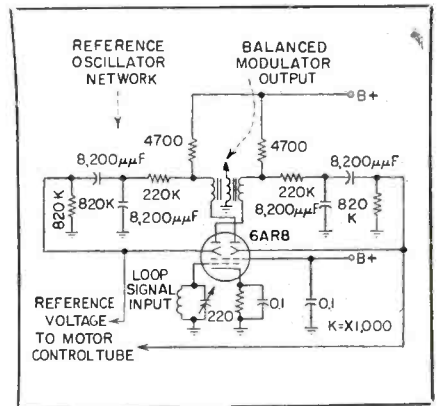 REFERENCE
OSCILLATOR
NETWORK
BALANCED
MODULATOR
OUTPUT
B+
4700
4700
8,200μμF
8,200μμF
820K
820K
220K
8,200μμF
220K
8,200μμF
820
K
6AR8
LOOP
SIGNAL
INPUT
B+
220
0.1
0.1
K=X1,000
REFERENCE
VOLTAGE
TO MOTOR
CONTROL TUBE